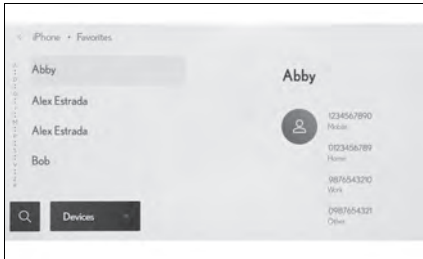 iPhone • Favorites
Abby
Alex Estrada
Alex Estrada
Bob
Devices
Abby
1234567890
Mobile
0123456789
Home
9876543210
Work
0987654321
Other